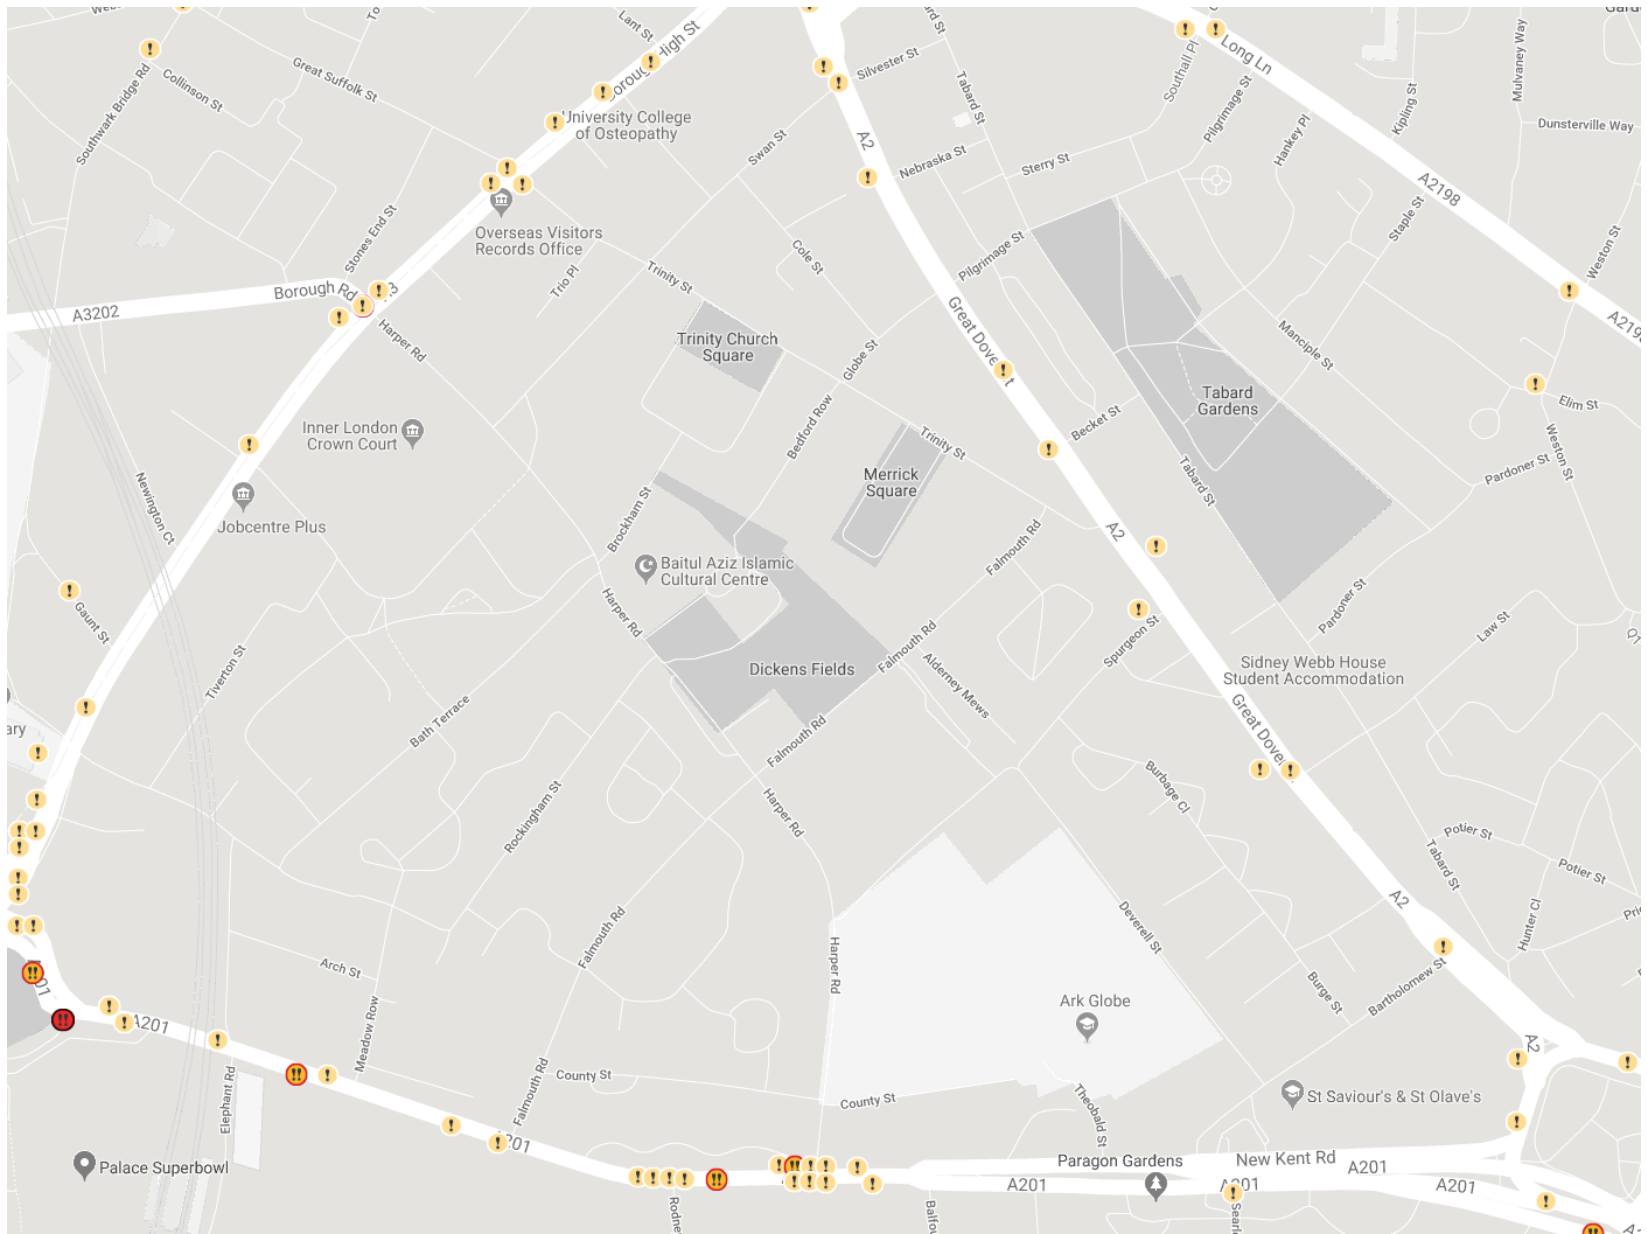 Lant St
Borough High St
Great Suffolk St
Collinson St
Southwark Bridge Rd
University College
of Osteopathy
Silvester St
Tabard St
Southall Pl
Long Ln
Pilgrimage St
Hankey Pl
Kipling St
Mulvaney Way
Dunsterville Way
Swan St
A2
Nebraska St
Sterry St
A2198
Staple St
Weston St
Overseas Visitors
Records Office
Stones End St
Trio Pl
Trinity St
Cole St
Pilgrimage St
Borough Rd
A3202
Harper Rd
Trinity Church
Square
Globe St
Manciple St
Tabard
Gardens
Elim St
Becket St
Bedford Row
Trinity St
Inner London
Crown Court
Merrick
Square
Weston St
Pardoner St
Tabard St
Newington Ct
Jobcentre Plus
Brockham St
A2
Falmouth Rd
Baitul Aziz Islamic
Cultural Centre
Harper Rd
Gaunt St
Tiverton St
Pardoner St
Law St
Spurgeon St
Falmouth Rd
Dickens Fields
Alderney Mews
Sidney Webb House
Student Accommodation
Bath Terrace
Falmouth Rd
Burbage Cl
Rockingham St
Harper Rd
Potier St
Tabard St
Potier St
A2
Falmouth Rd
Deverell St
Hunter Cl
Harper Rd
Arch St
Burge St
Bartholomew St
Ark Globe
A201
Meadow Row
A2
Elephant Rd
Falmouth Rd
County St
County St
Theobald St
St Saviour's & St Olave's
Palace Superbowl
Paragon Gardens
New Kent Rd
A201
A201
A201